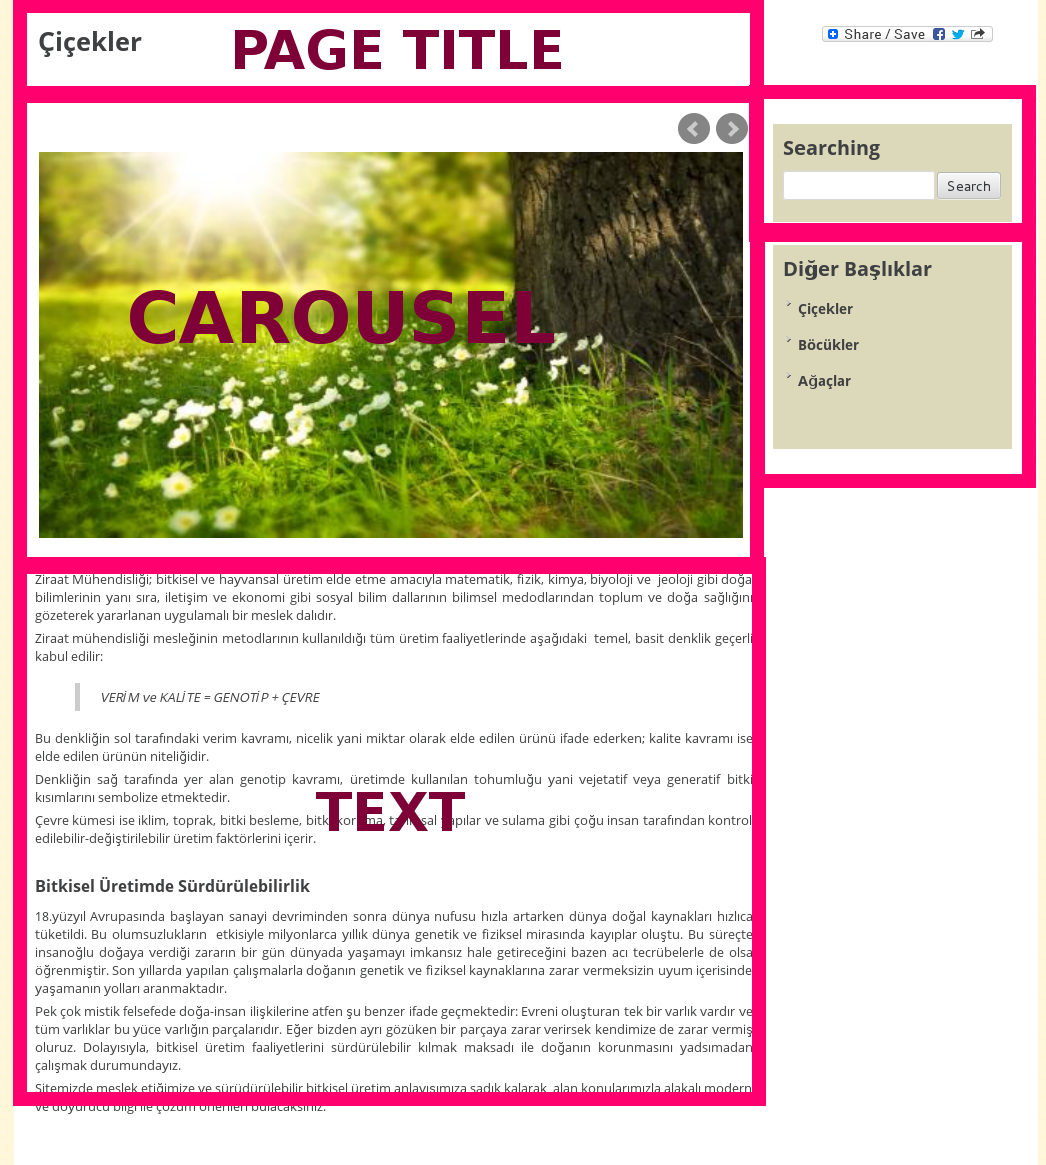 Çiçekler
PAGE TITLE
Share / Save
Searching
Search
CAROUSEL
Diğer Başlıklar
Çiçekler
Böcükler
Ağaçlar
Ziraat Mühendisliği; bitkisel ve hayvansal üretim elde etme amacıyla matematik, fizik, kimya, biyoloji ve jeoloji gibi doğa
bilimlerinin yanı sıra, iletişim ve ekonomi gibi sosyal bilim dallarının bilimsel medodlarından toplum ve doğa sağlığını
gözeterek yararlanan uygulamalı bir meslek dalıdır.
Ziraat mühendisliği mesleğinin metodlarının kullanıldığı tüm üretim faaliyetlerinde aşağıdaki temel, basit denklik geçerli
kabul edilir:
VERİM ve KALİTE = GENOTİP + ÇEVRE
Bu denkliğin sol tarafındaki verim kavramı, nicelik yani miktar olarak elde edilen ürünü ifade ederken; kalite kavramı ise
elde edilen ürünün niteliğidir.
Denkliğin sağ tarafında yer alan genotip kavramı, üretimde kullanılan tohumluğu yani vejetatif veya generatif bitki
kısımlarını sembolize etmektedir.
TEXT
Çevre kümesi ise iklim, toprak, bitki besleme, bitki koruma, tarımsal yapılar ve sulama gibi çoğu insan tarafından kontrol
edilebilir-değiştirilebilir üretim faktörlerini içerir.
Bitkisel Üretimde Sürdürülebilirlik
18.yüzyıl Avrupasında başlayan sanayi devriminden sonra dünya nufusu hızla artarken dünya doğal kaynakları hızlıca
tüketildi. Bu olumsuzlukların etkisiyle milyonlarca yıllık dünya genetik ve fiziksel mirasında kayıplar oluştu. Bu süreçte
insanoğlu doğaya verdiği zararın bir gün dünyada yaşamayı imkansız hale getireceğini bazen acı tecrübelerle de olsa
öğrenmiştir. Son yıllarda yapılan çalışmalarla doğanın genetik ve fiziksel kaynaklarına zarar vermeksizin uyum içerisinde
yaşamanın yolları aranmaktadır.
Pek çok mistik felsefede doğa-insan ilişkilerine atfen şu benzer ifade geçmektedir: Evreni oluşturan tek bir varlık vardır ve
tüm varlıklar bu yüce varlığın parçalarıdır. Eğer bizden ayrı gözüken bir parçaya zarar verirsek kendimize de zarar vermiş
oluruz. Dolayısıyla, bitkisel üretim faaliyetlerini sürdürülebilir kılmak maksadı ile doğanın korunmasını yadsımadan
çalışmak durumundayız.
Sitemizde meslek etiğimize ve sürüdürülebilir bitkisel üretim anlayışımıza sadık kalarak, alan konularımızla alakalı modern
ve doyurucu bilgi ile çözüm önerileri bulacaksınız.